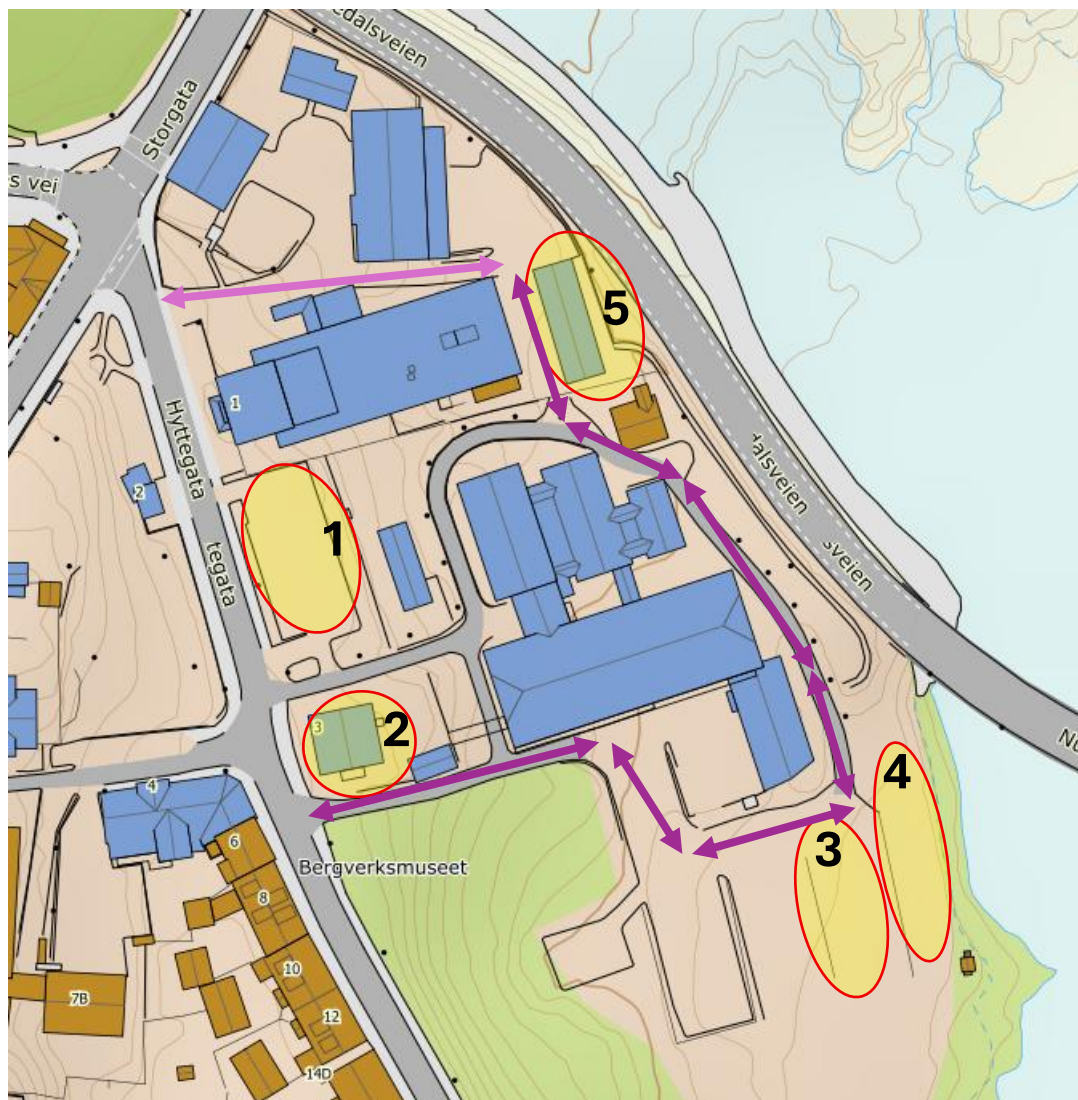 edalsveien
Storgata
s vei
5
1
Hyttegata
2
1
alsveien
sveien
tegata
3
2
4
4
3
6
Bergverksmuseet
8
10
7B
12
14D